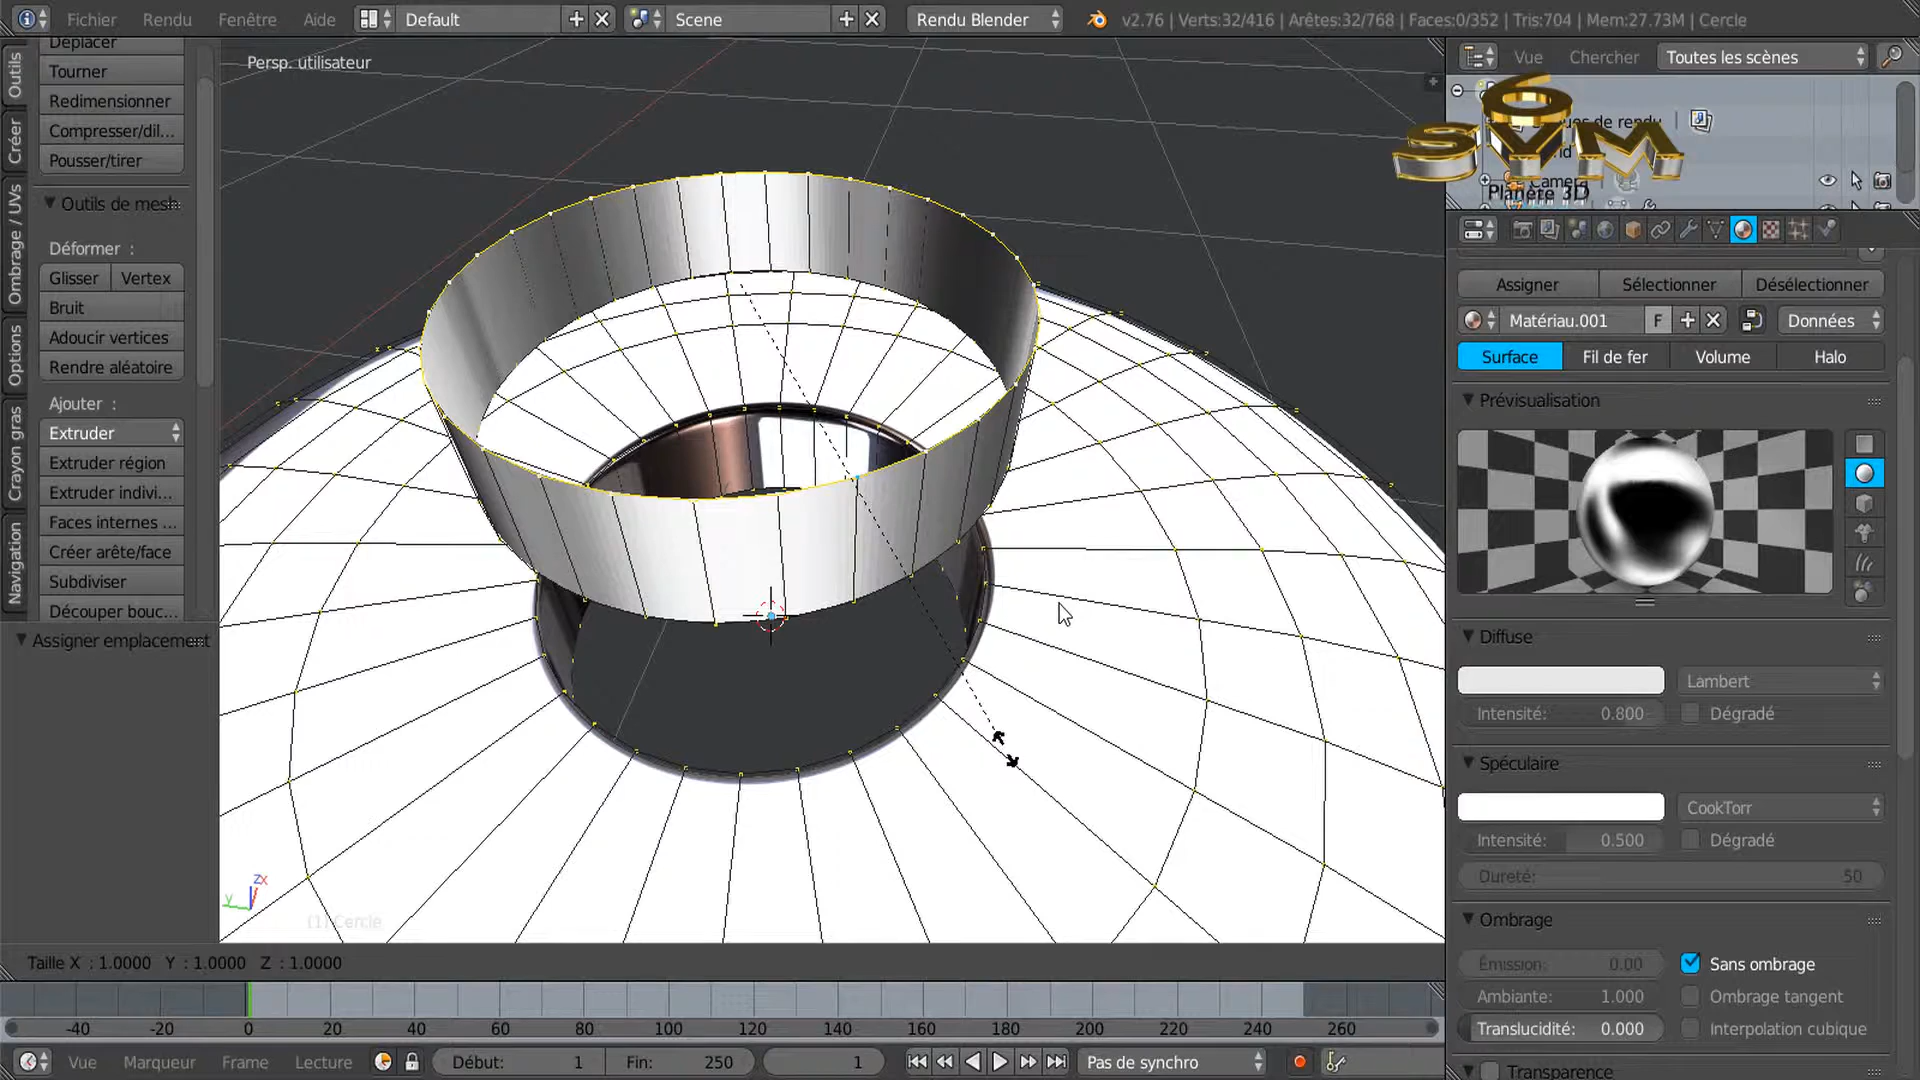 Fichier Rendu Fenêtre Aide Default Scene Rendu Blender v2.76 | Verts:32/416 | Arêtes:32/768 | Faces:0/352 | Tris:704 | Mem:27.73M | Cercle
Outils
Créer
Ombrage / UVs
Options
Crayon gras
Navigation
Déplacer
Tourner
Redimensionner
Compresser/dil...
Pousser/tirer
Outils de mesh
Déformer :
Glisser Vertex
Bruit
Adoucir vertices
Rendre aléatoire
Ajouter :
Extruder
Extruder région
Extruder indivi...
Faces internes ...
Créer arête/face
Subdiviser
Découper bouc...
Assigner emplacement
Persp. utilisateur
z x
y
(1) Cercle
Taille X : 1.0000 Y : 1.0000 Z : 1.0000
Vue Chercher Toutes les scènes
6
SYM
Planète 3D
de rendu
Camera
Assigner Sélectionner Désélectionner
Matériau.001 F Données
Surface Fil de fer Volume Halo
Prévisualisation
Diffuse
Lambert
Intensité: 0.800 Dégradé
Spéculaire
CookTorr
Intensité: 0.500 Dégradé
Dureté: 50
Ombrage
Émission: 0.00 Sans ombrage
Ambiante: 1.000 Ombrage tangent
Translucidité: 0.000 Interpolation cubique
Transparence
-40 -20 0 20 40 60 80 100 120 140 160 180 200 220 240 260
Vue Marqueur Frame Lecture Début: 1 Fin: 250 1 Pas de synchro